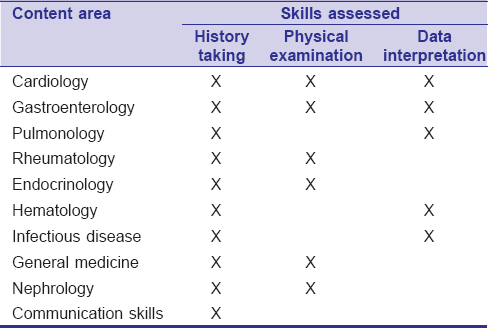 Content area Skills assessed
History taking Physical examination Data interpretation
Cardiology X X X
Gastroenterology X X X
Pulmonology X X
Rheumatology X X
Endocrinology X X
Hematology X X
Infectious disease X X
General medicine X X
Nephrology X X
Communication skills X